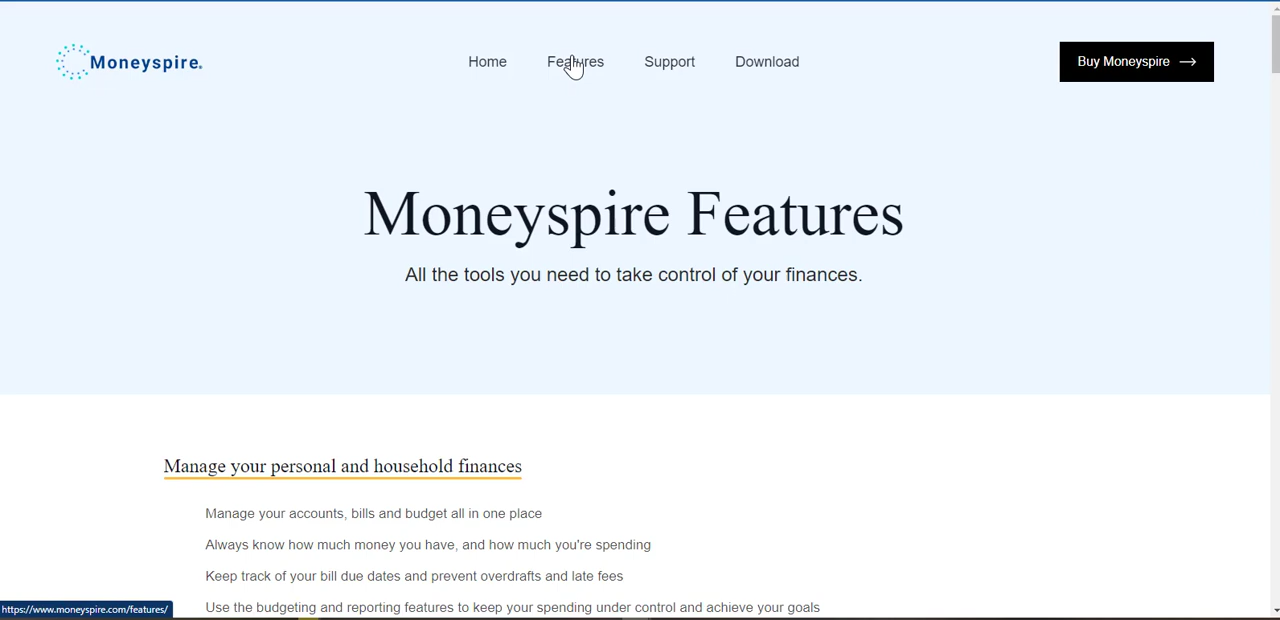 Moneyspire.
Home Features Support Download
Buy Moneyspire
Moneyspire Features
All the tools you need to take control of your finances.
Manage your personal and household finances
Manage your accounts, bills and budget all in one place
Always know how much money you have, and how much you're spending
Keep track of your bill due dates and prevent overdrafts and late fees
Use the budgeting and reporting features to keep your spending under control and achieve your goals
https://www.moneyspire.com/features/